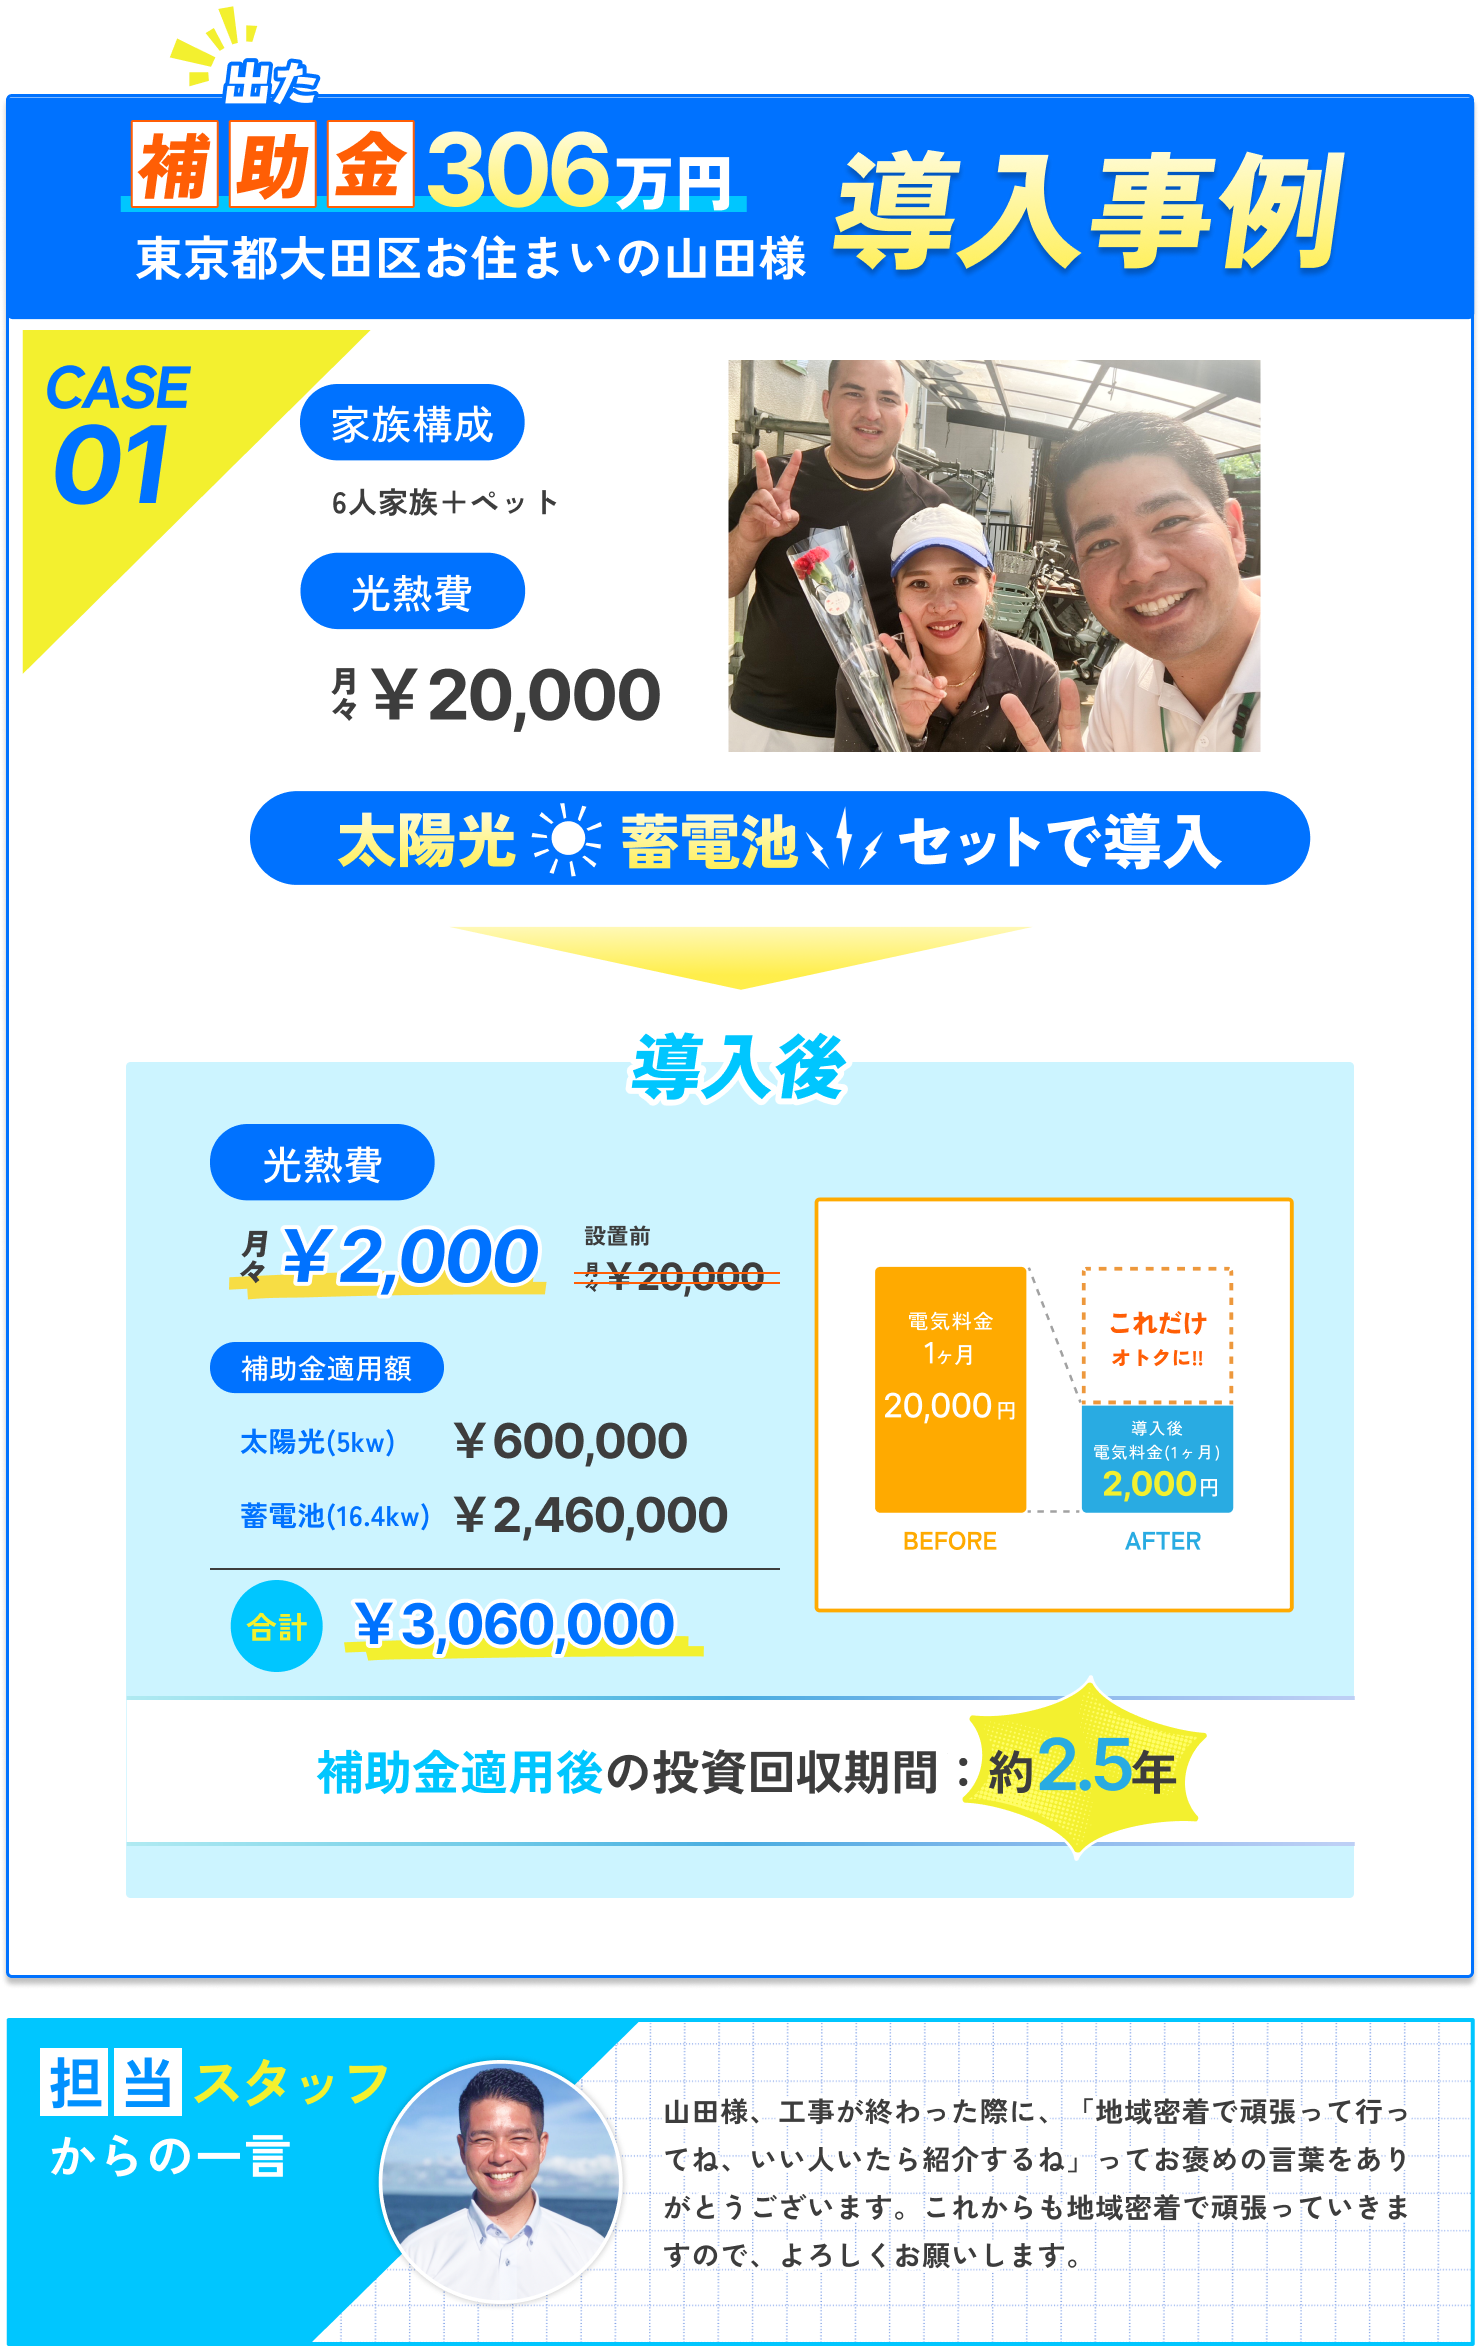 出た
補助金306万円
東京都大田区お住まいの山田様
導入事例
CASE
01
家族構成
6人家族＋ペット
光熱費
月々￥20,000
太陽光 蓄電池 セットで導入
導入後
光熱費
月々￥2,000
設置前
月々￥20,000
補助金適用額
太陽光(5kw) ￥600,000
蓄電池(16.4kw) ￥2,460,000
合計 ￥3,060,000
電気料金
1ヶ月
20,000円
BEFORE
これだけ
オトクに!!
導入後
電気料金(1ヶ月)
2,000円
AFTER
補助金適用後の投資回収期間：約2.5年
担当スタッフ
からの一言
山田様、工事が終わった際に、「地域密着で頑張って行っ
てね、いい人いたら紹介するね」ってお褒めの言葉をあり
がとうございます。これからも地域密着で頑張っていきま
すので、よろしくお願いします。